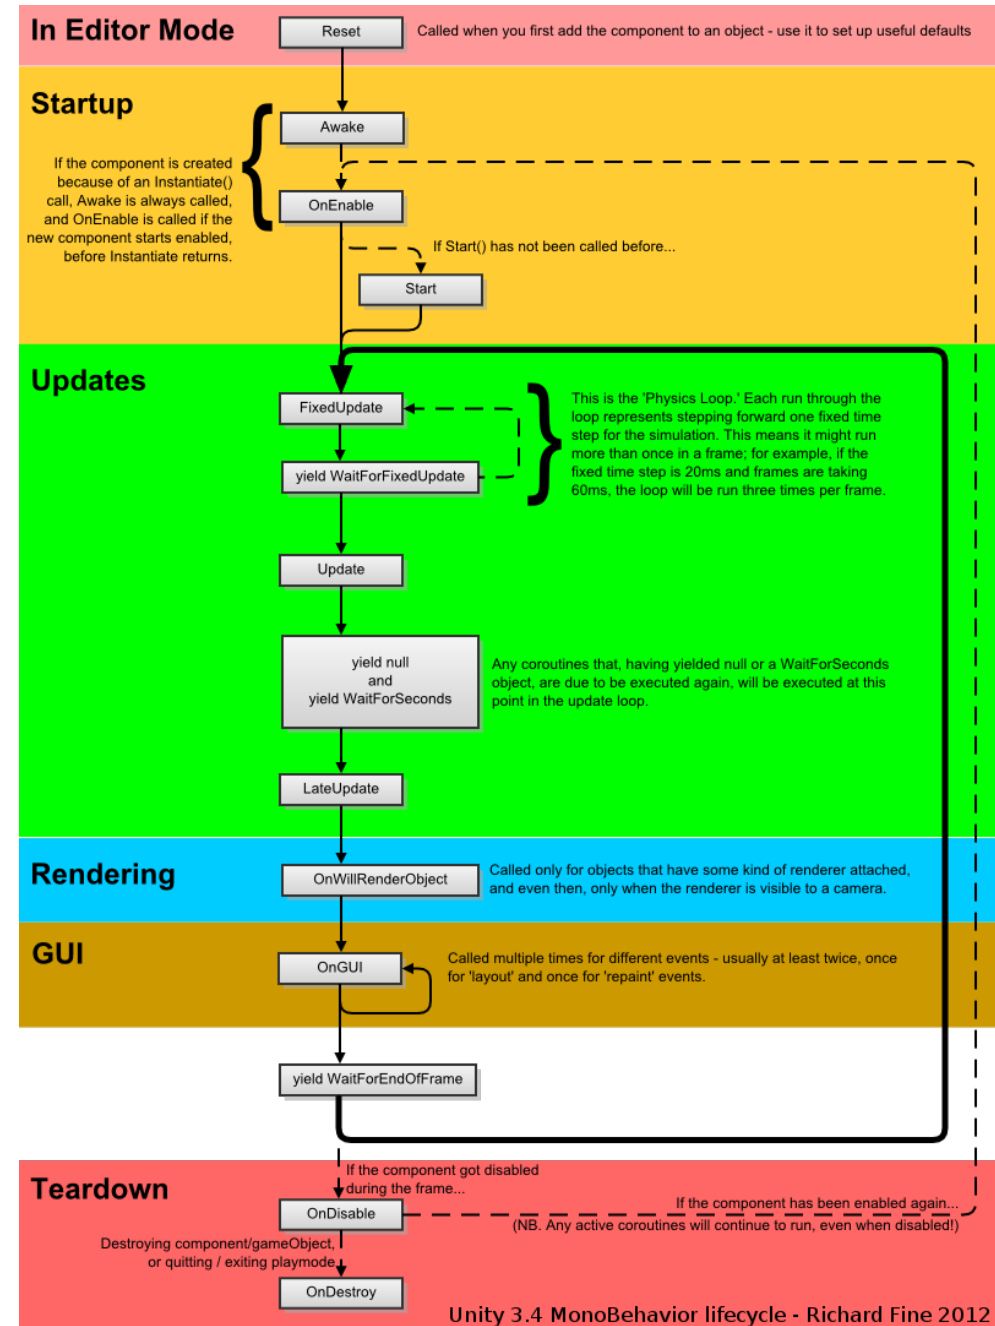 In Editor Mode
Reset
Called when you first add the component to an object - use it to set up useful defaults
Startup
Awake
If the component is created
because of an Instantiate()
call, Awake is always called,
and OnEnable is called if the
new component starts enabled,
before Instantiate returns.
OnEnable
If Start() has not been called before...
Start
Updates
FixedUpdate
This is the 'Physics Loop.' Each run through the
loop represents stepping forward one fixed time
step for the simulation. This means it might run
more than once in a frame; for example, if the
fixed time step is 20ms and frames are taking
60ms, the loop will be run three times per frame.
yield WaitForFixedUpdate
Update
yield null
and
yield WaitForSeconds
Any coroutines that, having yielded null or a WaitForSeconds
object, are due to be executed again, will be executed at this
point in the update loop.
LateUpdate
Rendering
OnWillRenderObject
Called only for objects that have some kind of renderer attached,
and even then, only when the renderer is visible to a camera.
GUI
OnGUI
Called multiple times for different events - usually at least twice, once
for 'layout' and once for 'repaint' events.
yield WaitForEndOfFrame
Teardown
If the component got disabled
during the frame...
OnDisable
If the component has been enabled again...
(NB. Any active coroutines will continue to run, even when disabled!)
Destroying component/gameObject,
or quitting / exiting playmode
OnDestroy
Unity 3.4 MonoBehavior lifecycle - Richard Fine 2012